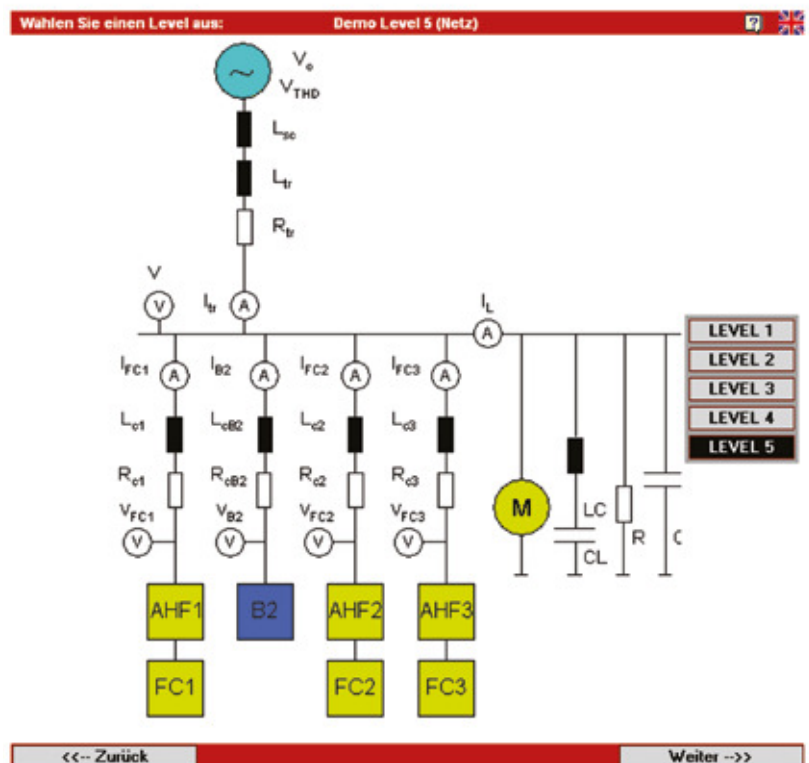 Wählen Sie einen Level aus: Demo Level 5 (Netz) ?
~ Vo
VTHD
Lsc
Ltr
Rtr
V Itr IL
V A A
LEVEL 1
LEVEL 2
LEVEL 3
LEVEL 4
LEVEL 5
IFC1 IB2 IFC2 IFC3
A A A A
Lc1 LcB2 Lc2 Lc3
Rc1 RcB2 Rc2 Rc3
M LC R C
CL
VFC1 VB2 VFC2 VFC3
V V V V
AHF1 B2 AHF2 AHF3
FC1 FC2 FC3
<<-- Zurück Weiter -->>